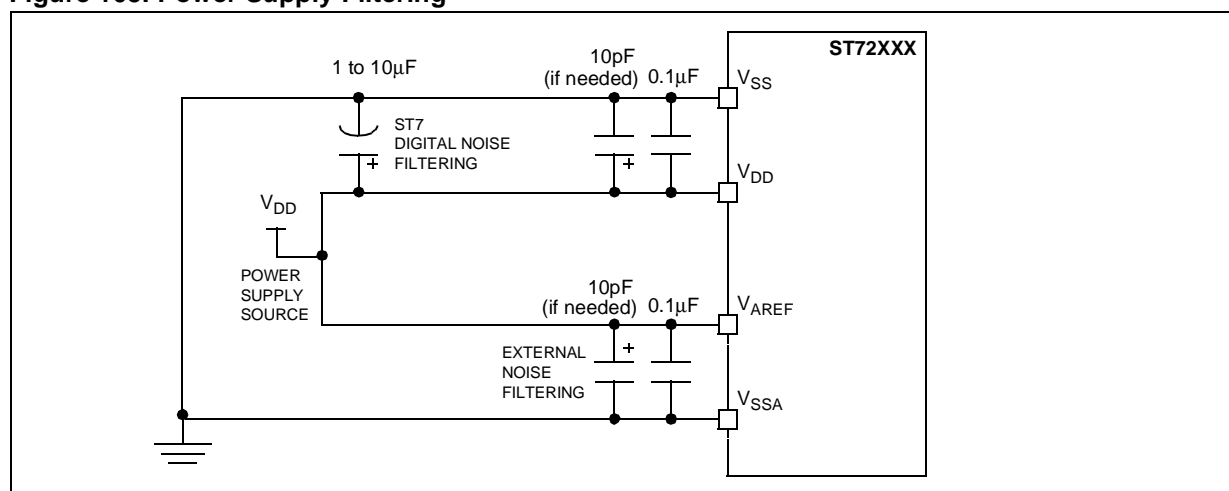 Figure Power Supply Filtering
ST72XXX
1 to 10µF
10pF
(if needed)
0.1µF
VSS
ST7
DIGITAL NOISE
FILTERING
+
+
VDD
VDD
POWER
SUPPLY
SOURCE
10pF
(if needed)
0.1µF
VAREF
EXTERNAL
NOISE
FILTERING
+
VSSA